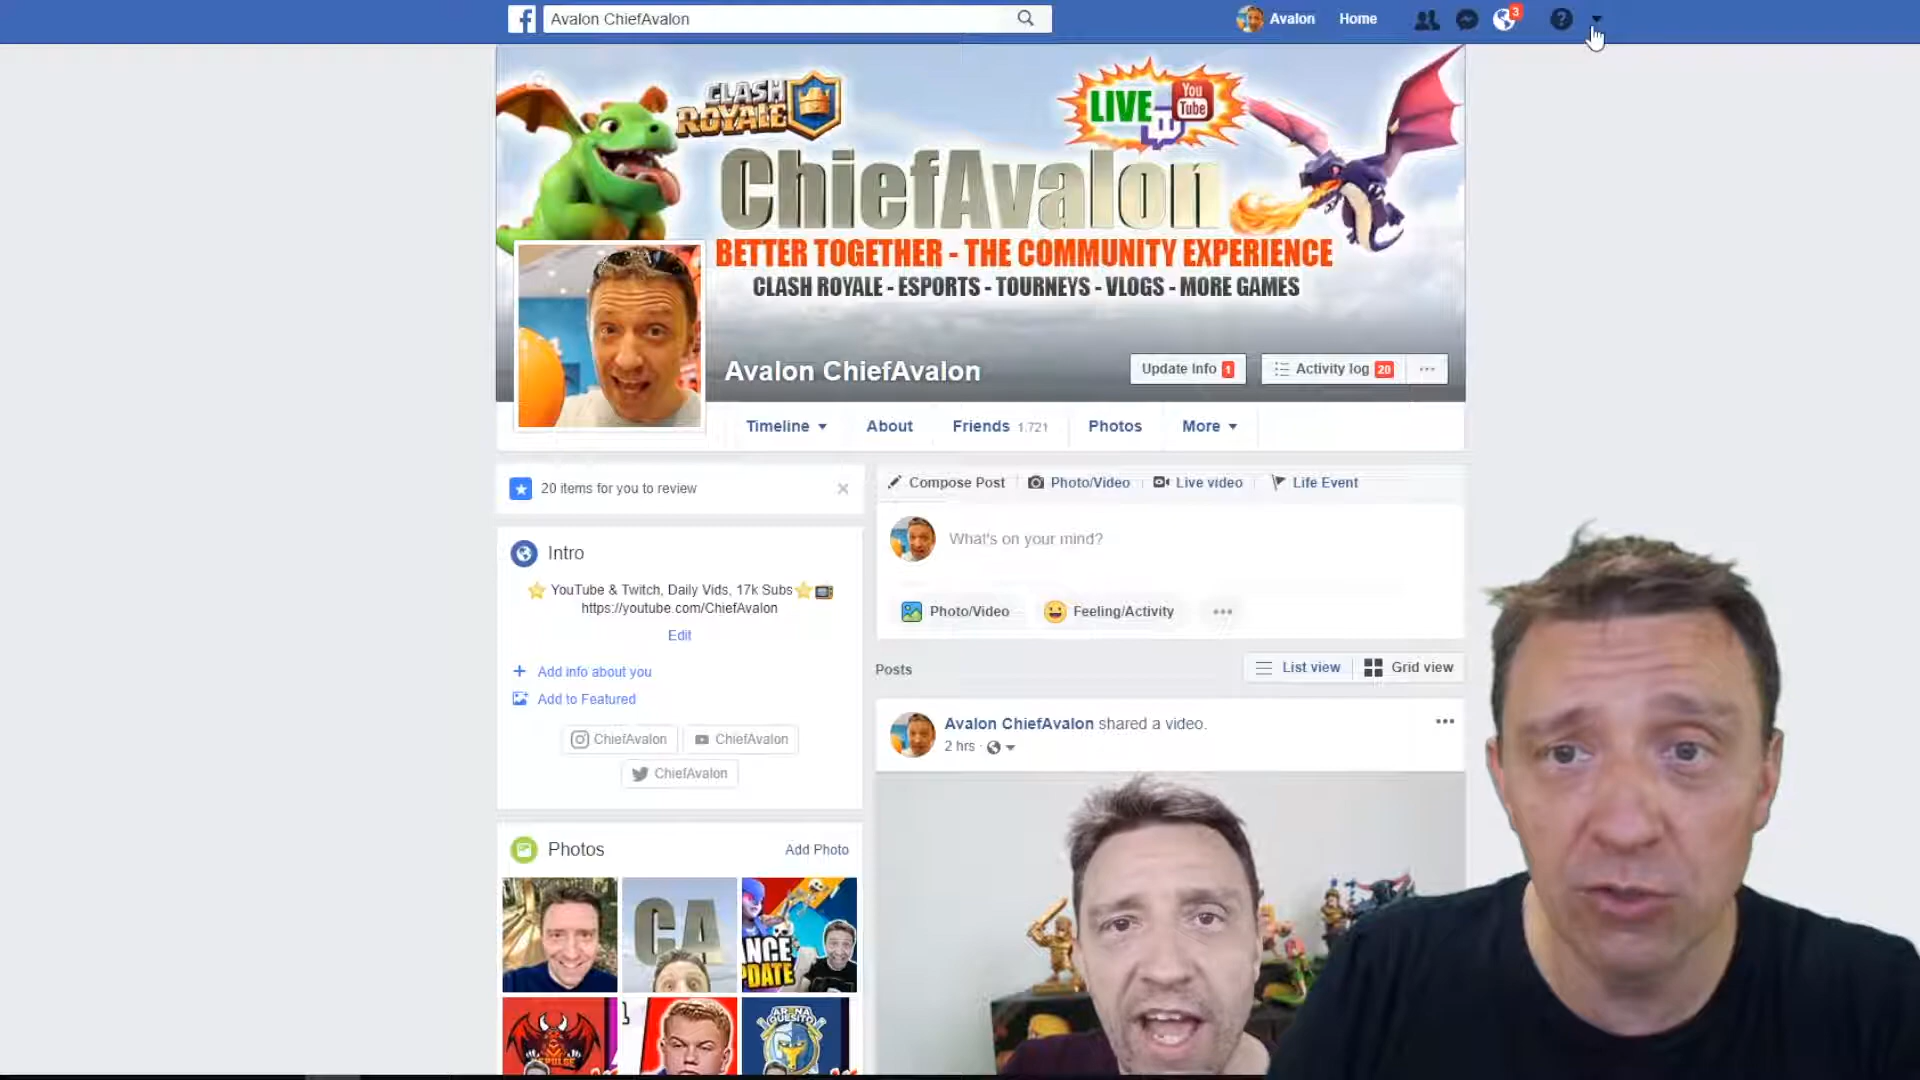 Avalon ChiefAvalon
Avalon
Home
3
?
CLASH ROYALE
LIVE
You Tube
ChiefAvalon
BETTER TOGETHER - THE COMMUNITY EXPERIENCE
CLASH ROYALE - ESPORTS - TOURNEYS - VLOGS - MORE GAMES
Avalon ChiefAvalon
Update Info 1
Activity log 20
Timeline
About
Friends 1,721
Photos
More
20 items for you to review
Compose Post
Photo/Video
Live video
Life Event
What's on your mind?
Photo/Video
Feeling/Activity
Intro
YouTube & Twitch, Daily Vids, 17k Subs
https://youtube.com/ChiefAvalon
Edit
Add info about you
Add to Featured
ChiefAvalon
ChiefAvalon
ChiefAvalon
Posts
List view
Grid view
Avalon ChiefAvalon shared a video.
2 hrs
Photos
Add Photo
CA